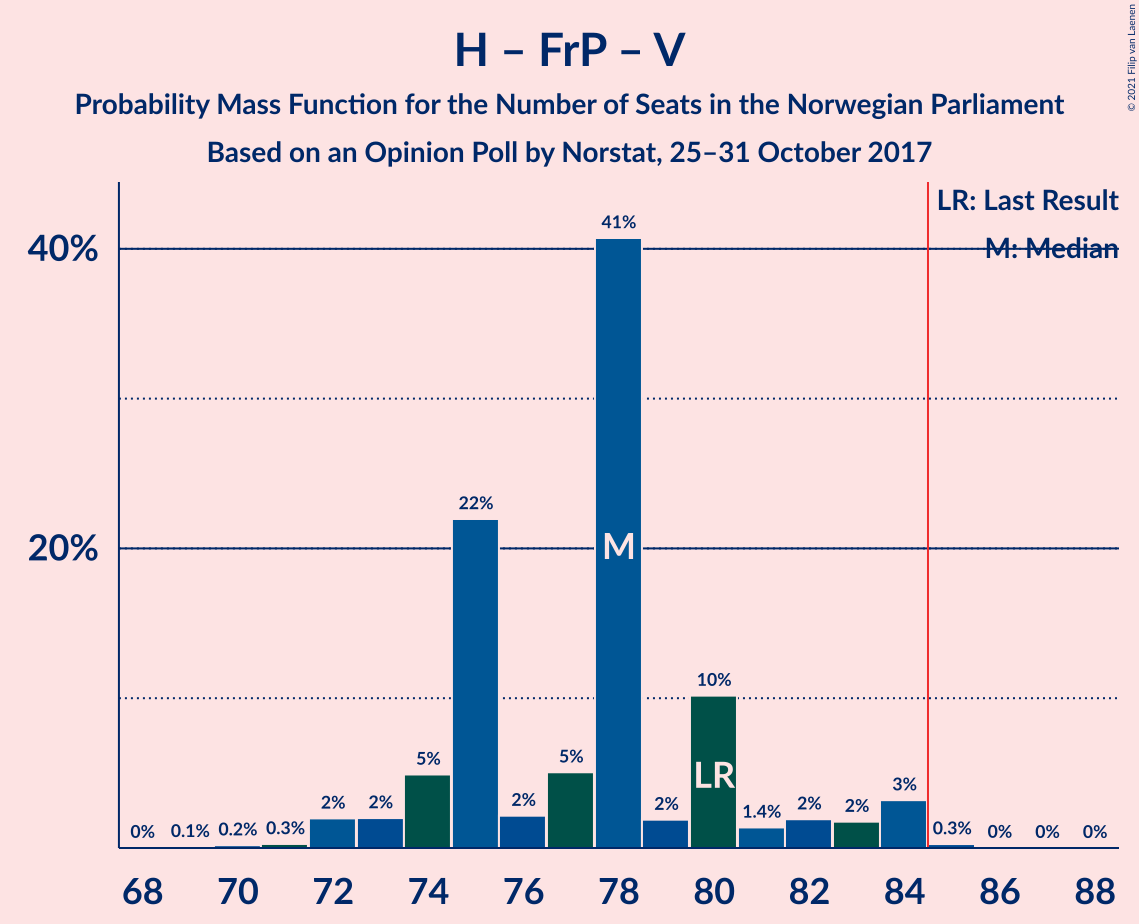 H – FrP – V
Probability Mass Function for the Number of Seats in the Norwegian Parliament
Based on an Opinion Poll by Norstat, 25–31 October 2017
© 2021 Filip van Laenen
LR: Last Result
M: Median
40%
20%
0% 0.1% 0.2% 0.3% 2% 2% 5% 22% 2% 5% 41% 2% 10% 1.4% 2% 2% 3% 0.3% 0% 0% 0%
M
LR
68 70 72 74 76 78 80 82 84 86 88